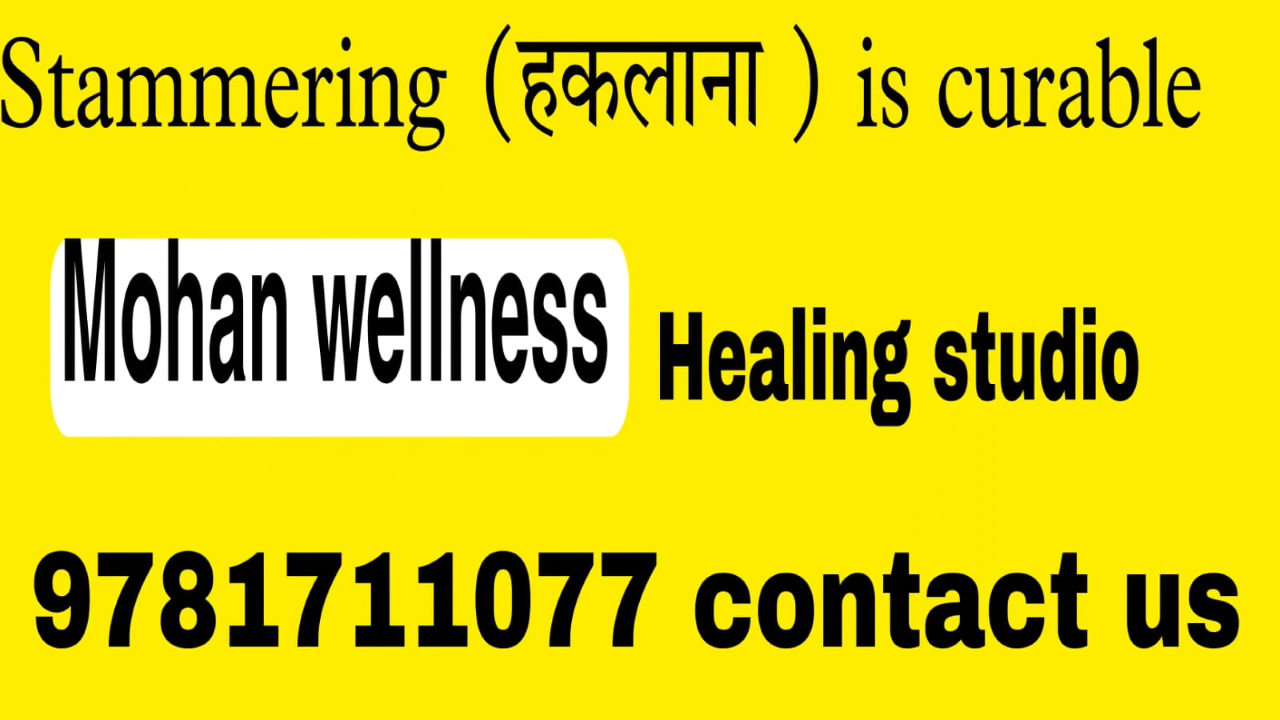 Stammering (हकलाना ) is curable
Mohan wellness Healing studio
9781711077 contact us